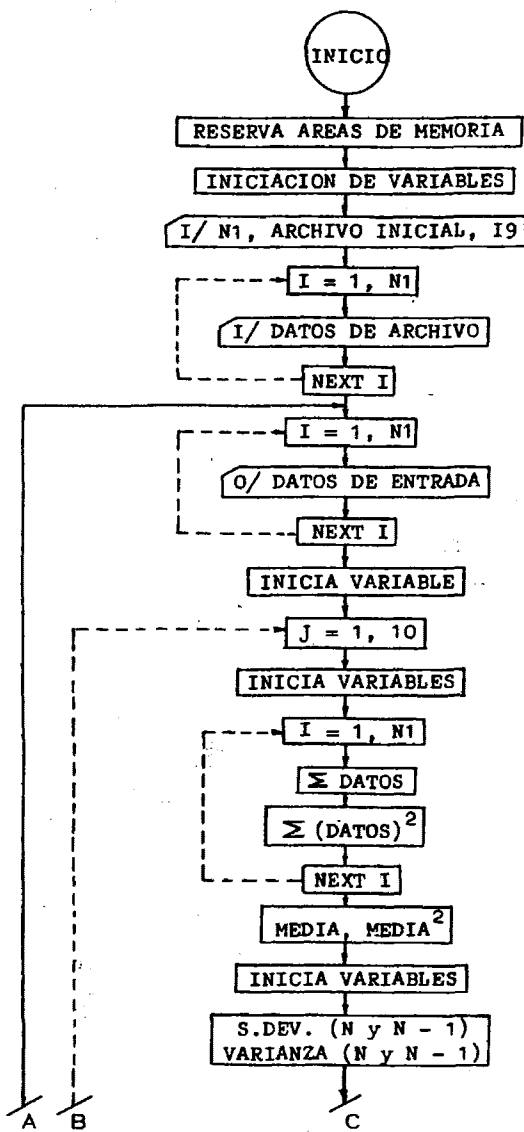 INICIO
RESERVA AREAS DE MEMORIA
INICIACION DE VARIABLES
I/ N1, ARCHIVO INICIAL, I9
I = 1, N1
I/ DATOS DE ARCHIVO
NEXT I
I = 1, N1
O/ DATOS DE ENTRADA
NEXT I
INICIA VARIABLE
J = 1, 10
INICIA VARIABLES
I = 1, N1
Σ DATOS
Σ (DATOS)²
NEXT I
MEDIA, MEDIA²
INICIA VARIABLES
S.DEV. (N y N - 1)
VARIANZA (N y N - 1)
A B C